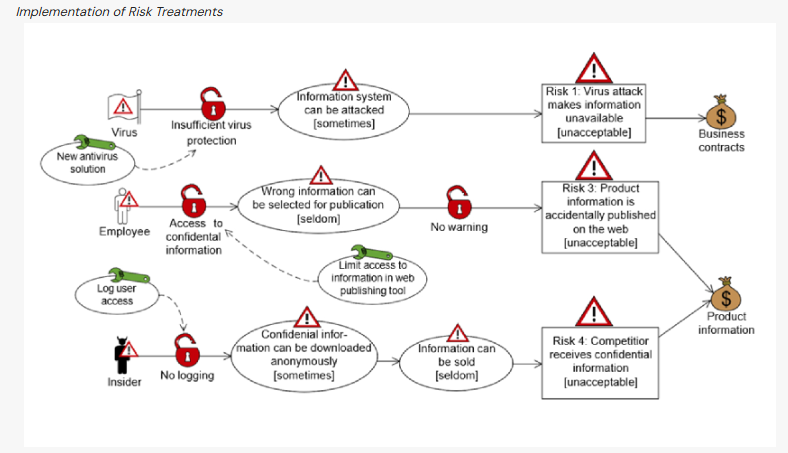 Implementation of Risk Treatments
Virus
Insufficient virus
protection
Information system
can be attacked
[sometimes]
Risk 1: Virus attack
makes information
unavailable
[unacceptable]
$
Business
contracts
New antivirus
solution
Employee
Access to
confidental
information
Wrong information can
be selected for publication
[seldom]
No warning
Risk 3: Product
information is
accidentally published
on the web
[unacceptable]
Limit access to
information in web
publishing tool
$
Product
information
Log user
access
Insider
No logging
Confidenial infor-
mation can be downloaded
anonymously
[sometimes]
Information can
be sold
[seldom]
Risk 4: Competitior
receives confidential
information
[unacceptable]